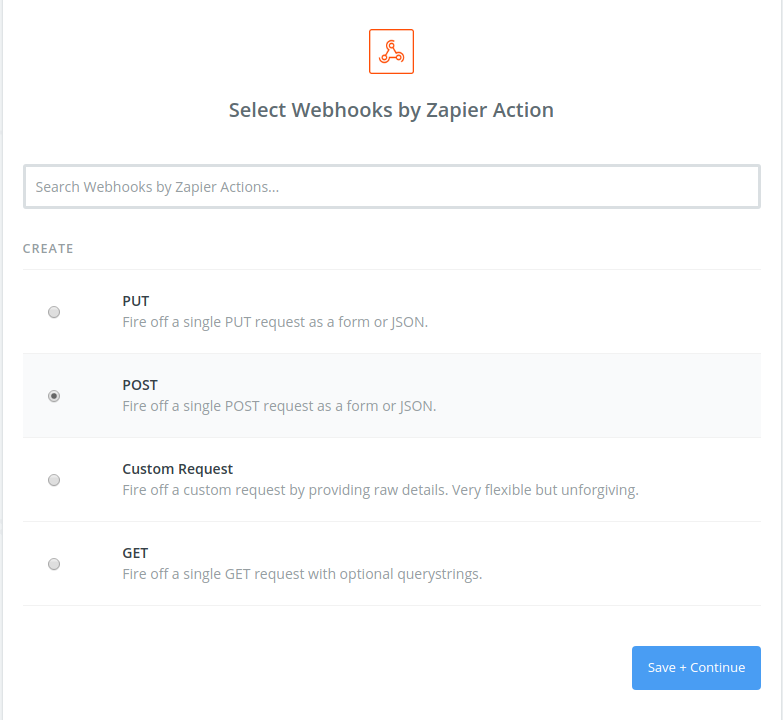 Select Webhooks by Zapier Action
Search Webhooks by Zapier Actions...
CREATE
PUT
Fire off a single PUT request as a form or JSON.
POST
Fire off a single POST request as a form or JSON.
Custom Request
Fire off a custom request by providing raw details. Very flexible but unforgiving.
GET
Fire off a single GET request with optional querystrings.
Save + Continue